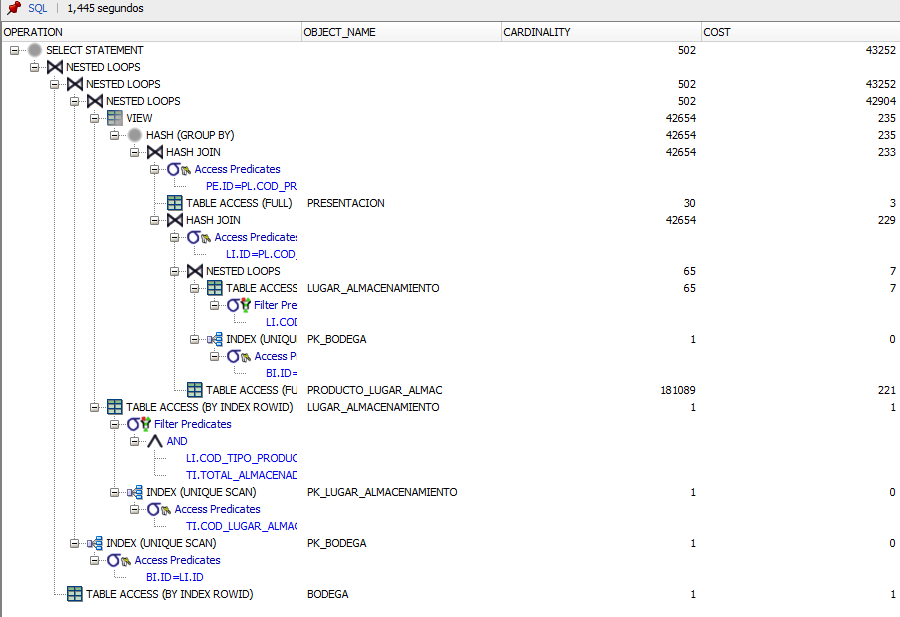 SQL | 1,445 segundos
OPERATION OBJECT_NAME CARDINALITY COST
SELECT STATEMENT 502 43252
NESTED LOOPS
NESTED LOOPS 502 43252
NESTED LOOPS 502 42904
VIEW 42654 235
HASH (GROUP BY) 42654 235
HASH JOIN 42654 233
Access Predicates
PE.ID=PL.COD_PR
TABLE ACCESS (FULL) PRESENTACION 30 3
HASH JOIN 42654 229
Access Predicates
LI.ID=PL.COD_
NESTED LOOPS 65 7
TABLE ACCESS LUGAR_ALMACENAMIENTO 65 7
Filter Pre
LI.COD
INDEX (UNIQU PK_BODEGA 1 0
Access P
BI.ID=
TABLE ACCESS (FU PRODUCTO_LUGAR_ALMAC 181089 221
TABLE ACCESS (BY INDEX ROWID) LUGAR_ALMACENAMIENTO 1 1
Filter Predicates
AND
LI.COD_TIPO_PRODUC
TI.TOTAL_ALMACENAD
INDEX (UNIQUE SCAN) PK_LUGAR_ALMACENAMIENTO 1 0
Access Predicates
TI.COD_LUGAR_ALMAC
INDEX (UNIQUE SCAN) PK_BODEGA 1 0
Access Predicates
BI.ID=LI.ID
TABLE ACCESS (BY INDEX ROWID) BODEGA 1 1